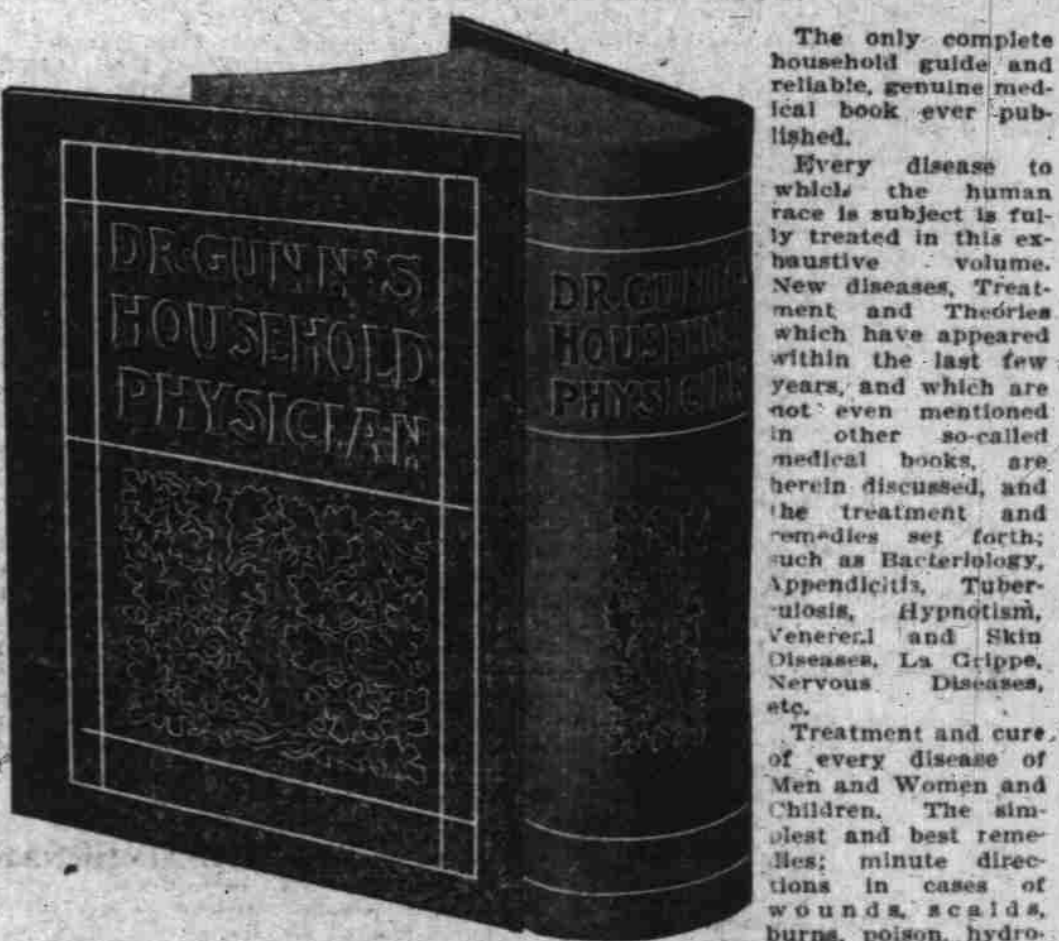 DR. GUNN'S
HOUSEHOLD
PHYSICIAN
DR. GUNN'S
HOUSEHOLD
PHYSICIAN
The only complete
household guide and
reliable, genuine med-
ical book ever pub-
lished.
Every disease to
which the human
race is subject is ful-
ly treated in this ex-
haustive volume.
New diseases, Treat-
ment and Theories
which have appeared
within the last few
years, and which are
not even mentioned
in other so-called
medical books, are
herein discussed, and
the treatment and
remedies set forth;
such as Bacteriology,
Appendicitis, Tuber-
culosis, Hypnotism,
Venereal and Skin
Diseases, La Grippe,
Nervous Diseases,
etc.
Treatment and cure
of every disease of
Men and Women and
Children. The sim-
plest and best reme-
dies; minute direc-
tions in cases of
wounds, scalds,
burns, poison, hydro-